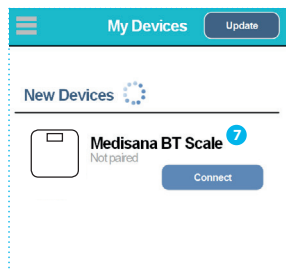 My Devices Update
New Devices
Medisana BT Scale 7
Not paired
Connect